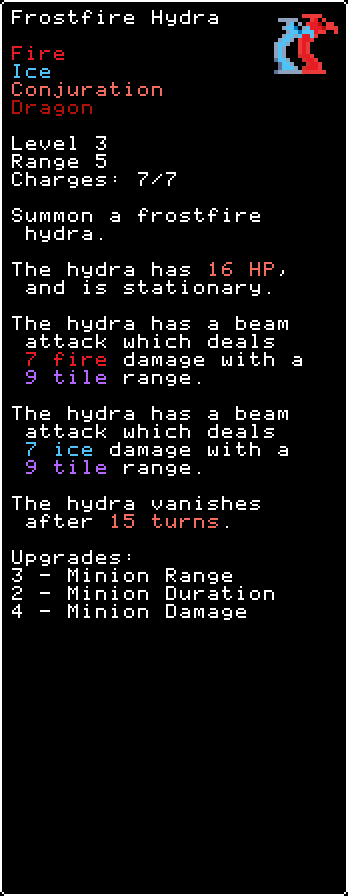 Frostfire Hydra
Fire
Ice
Conjuration
Dragon
Level 3
Range 5
Charges: 7/7
Summon a frostfire
hydra.
The hydra has 16 HP,
and is stationary.
The hydra has a beam
attack which deals
7 fire damage with a
9 tile range.
The hydra has a beam
attack which deals
7 ice damage with a
9 tile range.
The hydra vanishes
after 15 turns.
Upgrades:
3 - Minion Range
2 - Minion Duration
4 - Minion Damage